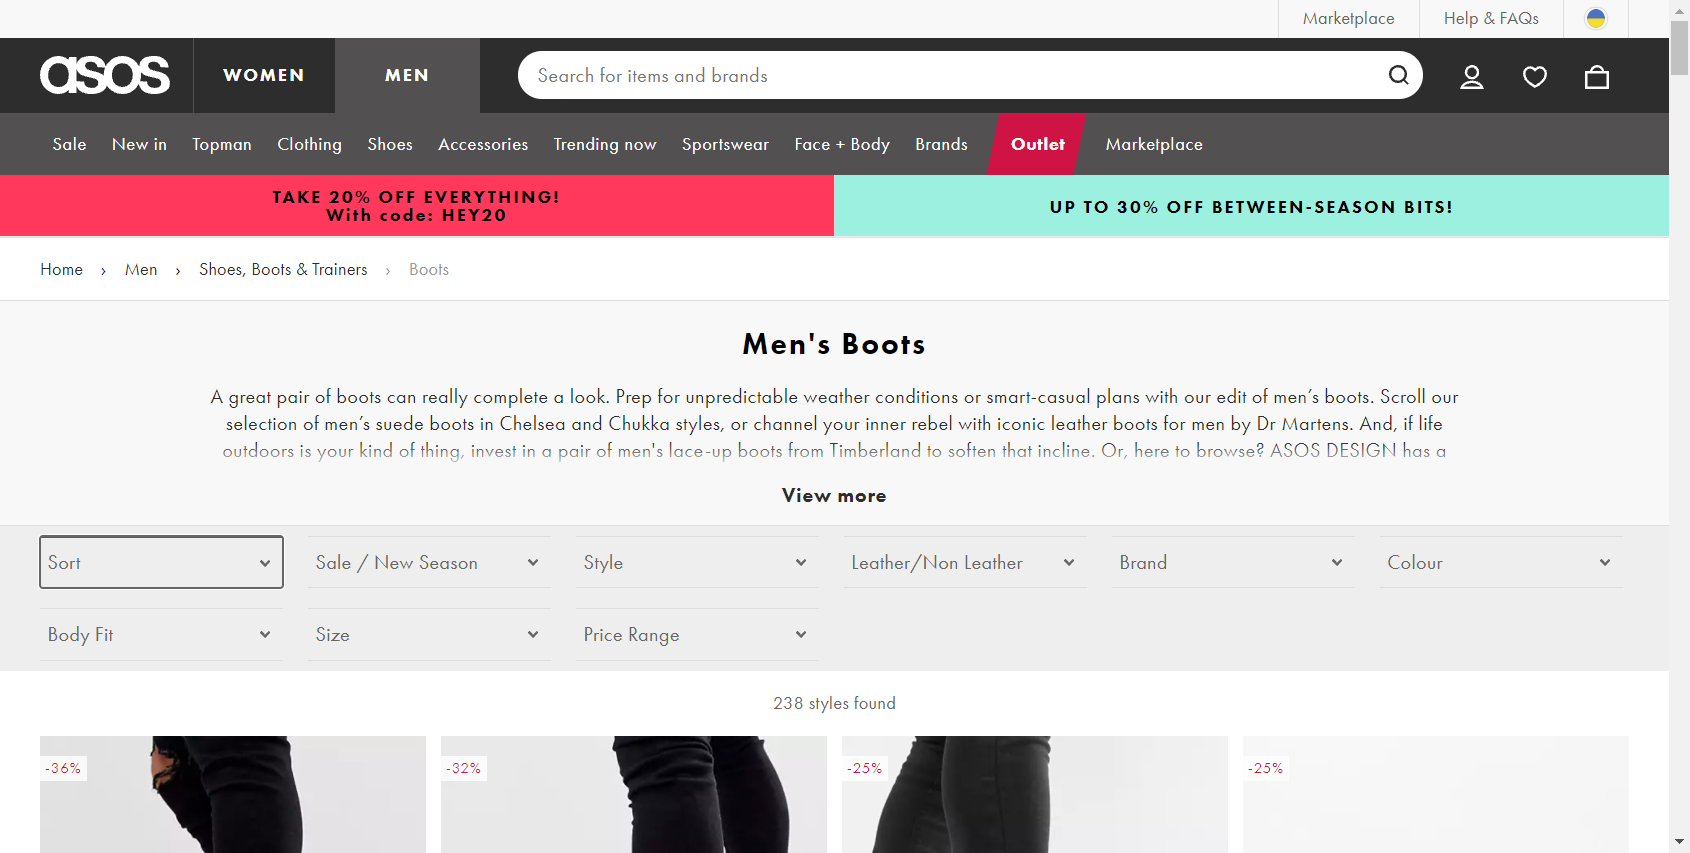 Marketplace
Help & FAQs
asos
WOMEN
MEN
Search for items and brands
Sale
New in
Topman
Clothing
Shoes
Accessories
Trending now
Sportswear
Face + Body
Brands
Outlet
Marketplace
TAKE 20% OFF EVERYTHING!
With code: HEY20
UP TO 30% OFF BETWEEN-SEASON BITS!
Home › Men › Shoes, Boots & Trainers › Boots
Men's Boots
A great pair of boots can really complete a look. Prep for unpredictable weather conditions or smart-casual plans with our edit of men’s boots. Scroll our
selection of men’s suede boots in Chelsea and Chukka styles, or channel your inner rebel with iconic leather boots for men by Dr Martens. And, if life
outdoors is your kind of thing, invest in a pair of men's lace-up boots from Timberland to soften that incline. Or, here to browse? ASOS DESIGN has a
View more
Sort
Sale / New Season
Style
Leather/Non Leather
Brand
Colour
Body Fit
Size
Price Range
238 styles found
-36%
-32%
-25%
-25%